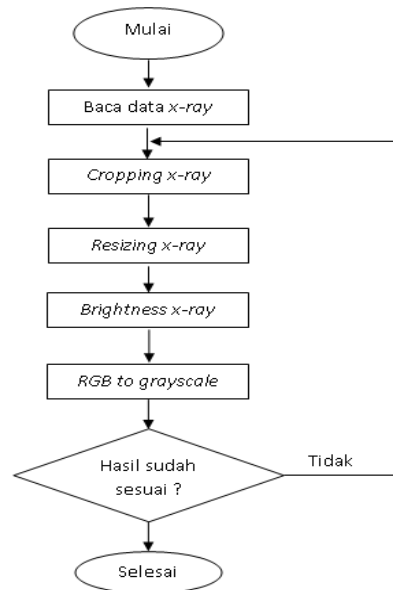 Mulai
Baca data x-ray
Cropping x-ray
Resizing x-ray
Brightness x-ray
RGB to grayscale
Hasil sudah
sesuai ?
Tidak
Selesai